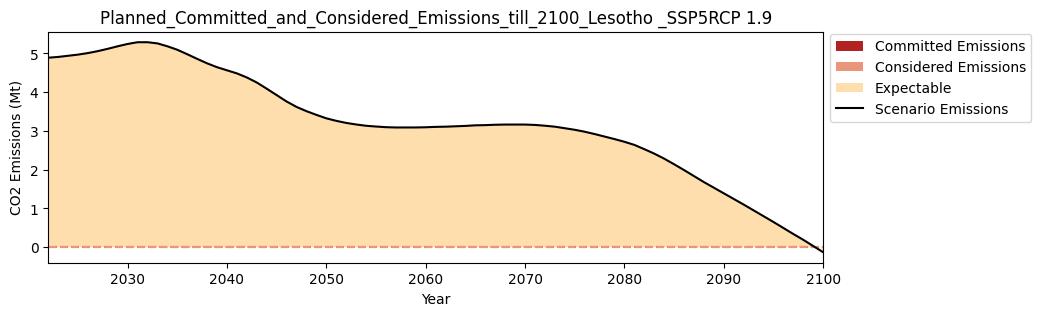 Planned_Committed_and_Considered_Emissions_till_2100_Lesotho _SSP5RCP 1.9
Committed Emissions
Considered Emissions
Expectable
Scenario Emissions
CO2 Emissions (Mt)
5
4
3
2
1
0
2030 2040 2050 2060 2070 2080 2090 2100
Year